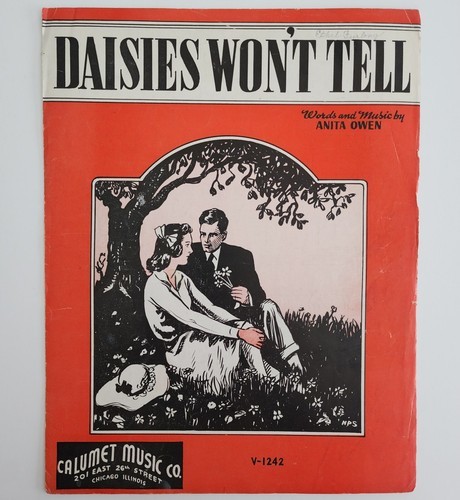 DAISIES WON'T TELL
Words and Music by
ANITA OWEN
HPS
CALUMET MUSIC CO.
201 EAST 26th STREET
CHICAGO ILLINOIS
V-1242